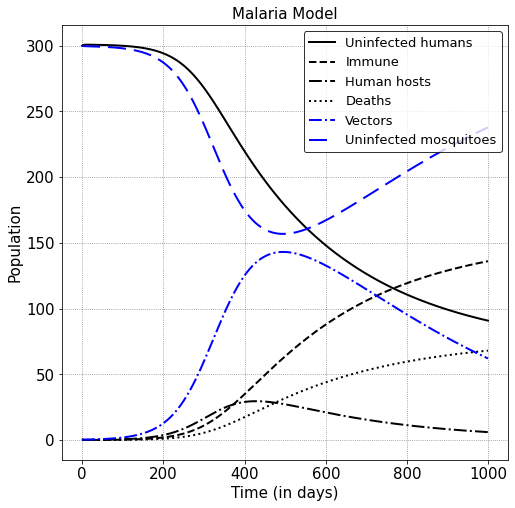 Malaria Model
Uninfected humans
Immune
Human hosts
Deaths
Vectors
Uninfected mosquitoes
Population
300
250
200
150
100
50
0
0 200 400 600 800 1000
Time (in days)